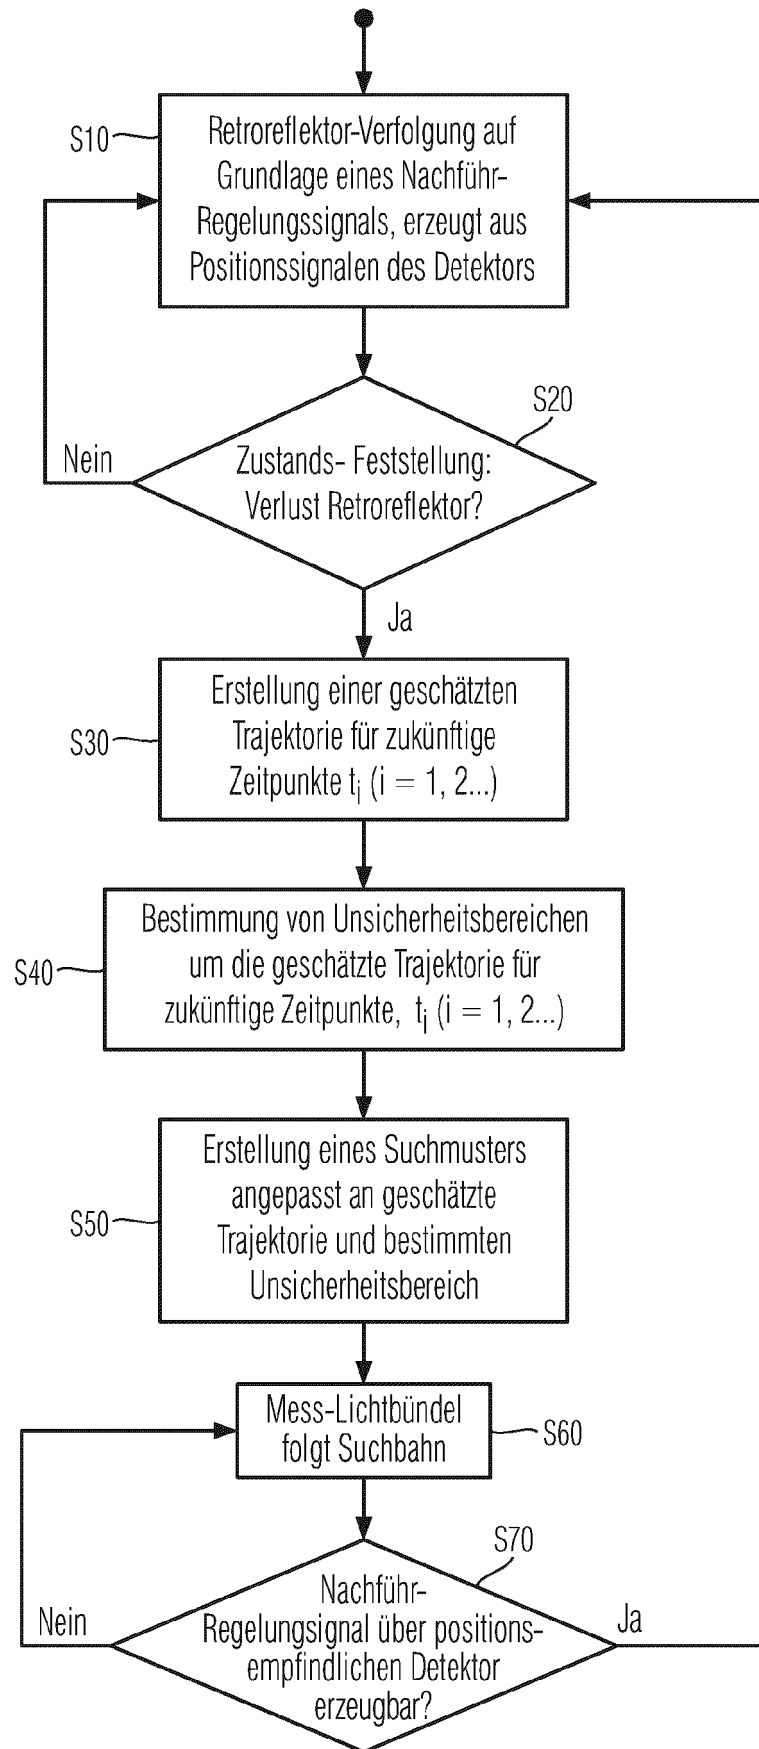 S10
Retroreflektor-Verfolgung auf
Grundlage eines Nachführ-
Regelungssignals, erzeugt aus
Positionssignalen des Detektors
S20
Nein
Zustands- Feststellung:
Verlust Retroreflektor?
Ja
S30
Erstellung einer geschätzten
Trajektorie für zukünftige
Zeitpunkte tᵢ (i = 1, 2...)
S40
Bestimmung von Unsicherheitsbereichen
um die geschätzte Trajektorie für
zukünftige Zeitpunkte, tᵢ (i = 1, 2...)
S50
Erstellung eines Suchmusters
angepasst an geschätzte
Trajektorie und bestimmten
Unsicherheitsbereich
Mess-Lichtbündel
folgt Suchbahn
S60
S70
Nein
Nachführ-
Regelungsignal über positions-
empfindlichen Detektor
erzeugbar?
Ja